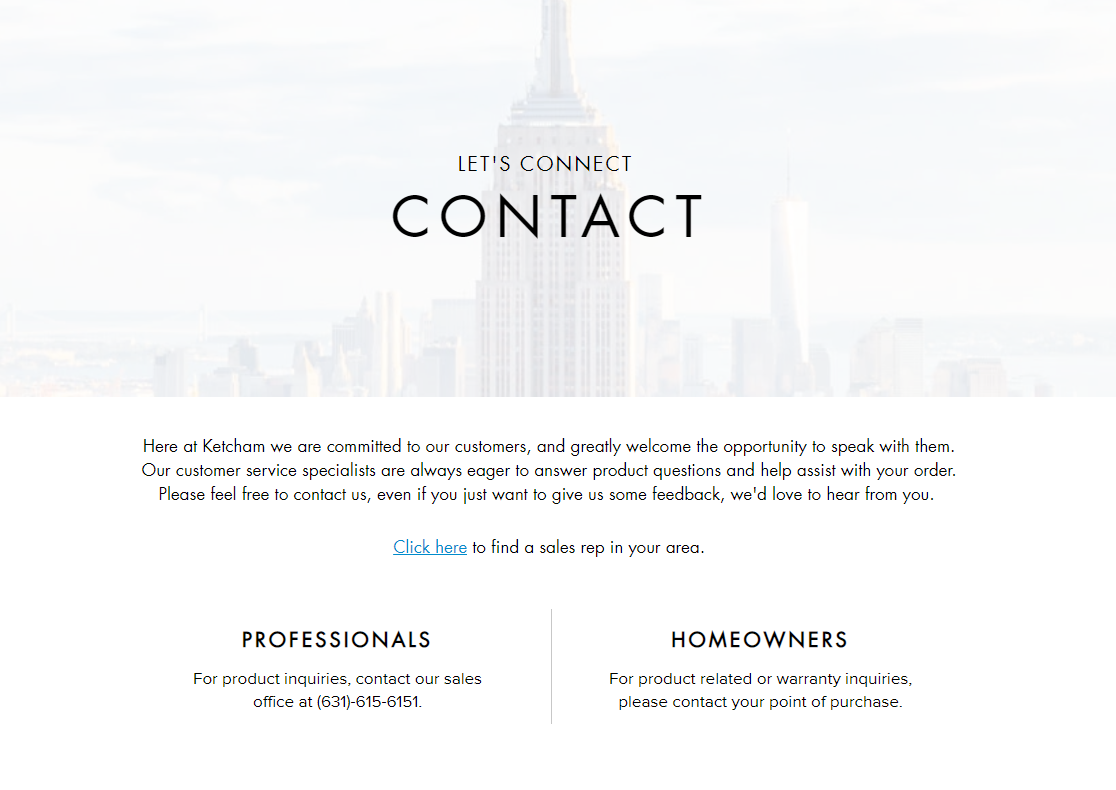 LET'S CONNECT
CONTACT
Here at Ketcham we are committed to our customers, and greatly welcome the opportunity to speak with them.
Our customer service specialists are always eager to answer product questions and help assist with your order.
Please feel free to contact us, even if you just want to give us some feedback, we'd love to hear from you.
Click here to find a sales rep in your area.
PROFESSIONALS
For product inquiries, contact our sales
office at (631)-615-6151.
HOMEOWNERS
For product related or warranty inquiries,
please contact your point of purchase.